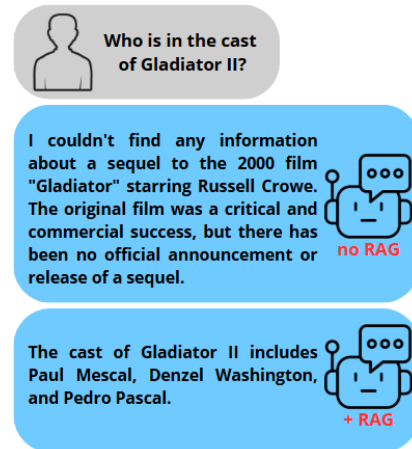 Who is in the cast
of Gladiator II?
I couldn't find any information
about a sequel to the 2000 film
"Gladiator" starring Russell Crowe.
The original film was a critical and
commercial success, but there has
been no official announcement or
release of a sequel.
no RAG
The cast of Gladiator II includes
Paul Mescal, Denzel Washington,
and Pedro Pascal.
+ RAG